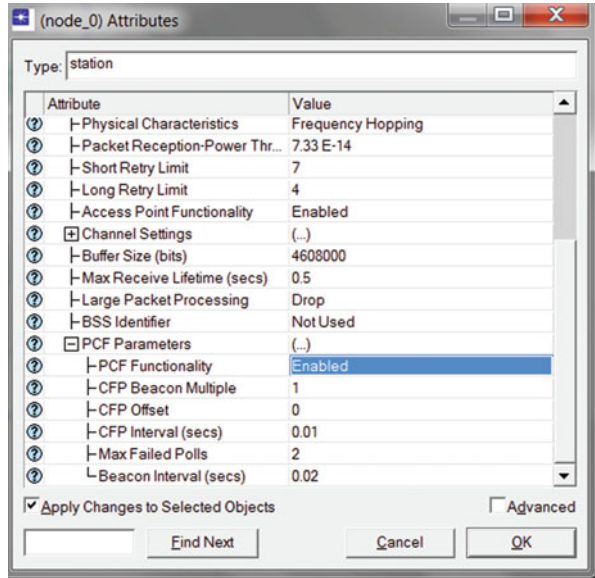 (node_0) Attributes
Type: station
Attribute Value
Physical Characteristics Frequency Hopping
Packet Reception-Power Thr... 7.33 E-14
Short Retry Limit 7
Long Retry Limit 4
Access Point Functionality Enabled
Channel Settings (...)
Buffer Size (bits) 4608000
Max Receive Lifetime (secs) 0.5
Large Packet Processing Drop
BSS Identifier Not Used
PCF Parameters (...)
PCF Functionality Enabled
CFP Beacon Multiple 1
CFP Offset 0
CFP Interval (secs) 0.01
Max Failed Polls 2
Beacon Interval (secs) 0.02
Apply Changes to Selected Objects Advanced
Find Next Cancel OK